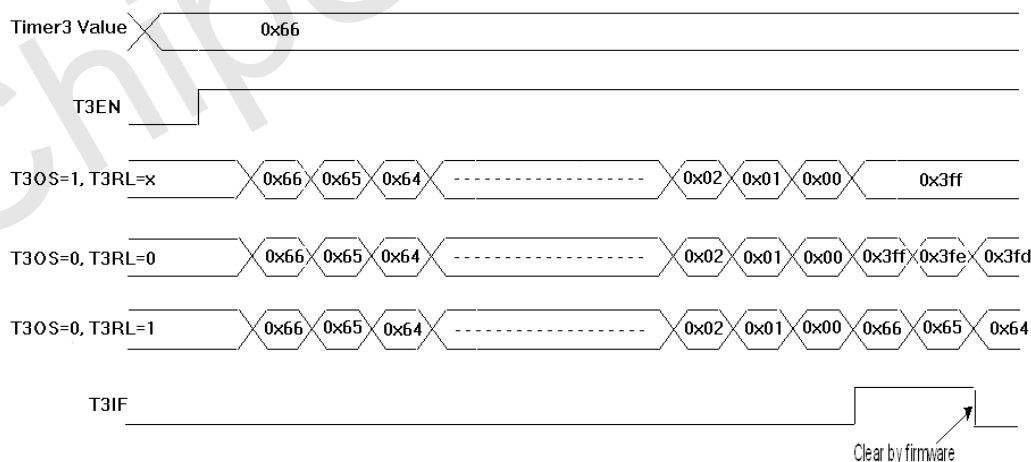 Timer3 Value 0x66
T3EN
T3OS=1, T3RL=x 0x66 0x65 0x64 0x02 0x01 0x00 0x3ff
T3OS=0, T3RL=0 0x66 0x65 0x64 0x02 0x01 0x00 0x3ff 0x3fe 0x3fd
T3OS=0, T3RL=1 0x66 0x65 0x64 0x02 0x01 0x00 0x66 0x65 0x64
T3IF
Clear by firmware